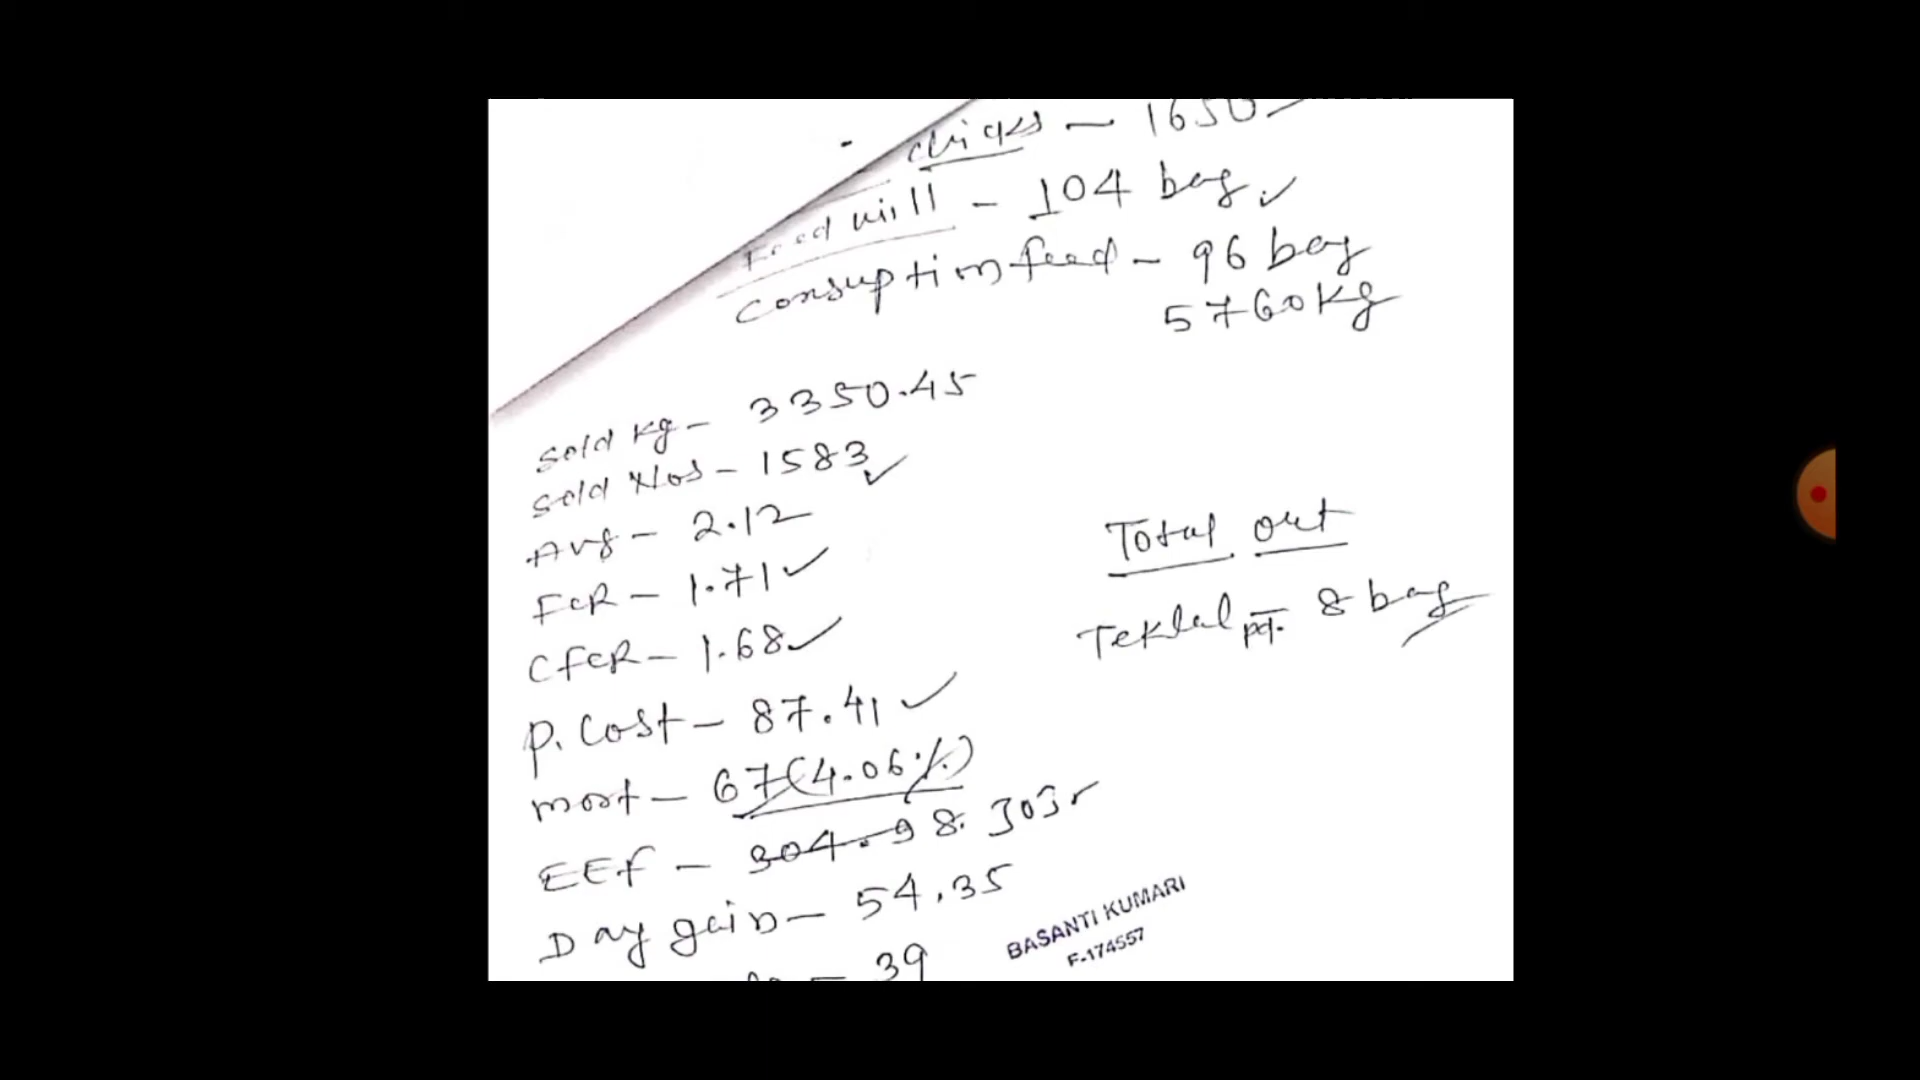 chicks - 1650
Feed mill - 104 bag
Consuption feed - 96 bag
5760 Kg
Sold Kg - 3350.45
Sold Nos - 1583
Avg - 2.12
FcR - 1.71
CFCR - 1.68
P. Cost - 87.41
mort - 67 (4.06%)
EEf - 304.98. 303
Day gain - 54.35
- 39
Total out
Teklal pd. - 8 bag
BASANTI KUMARI
F-174557